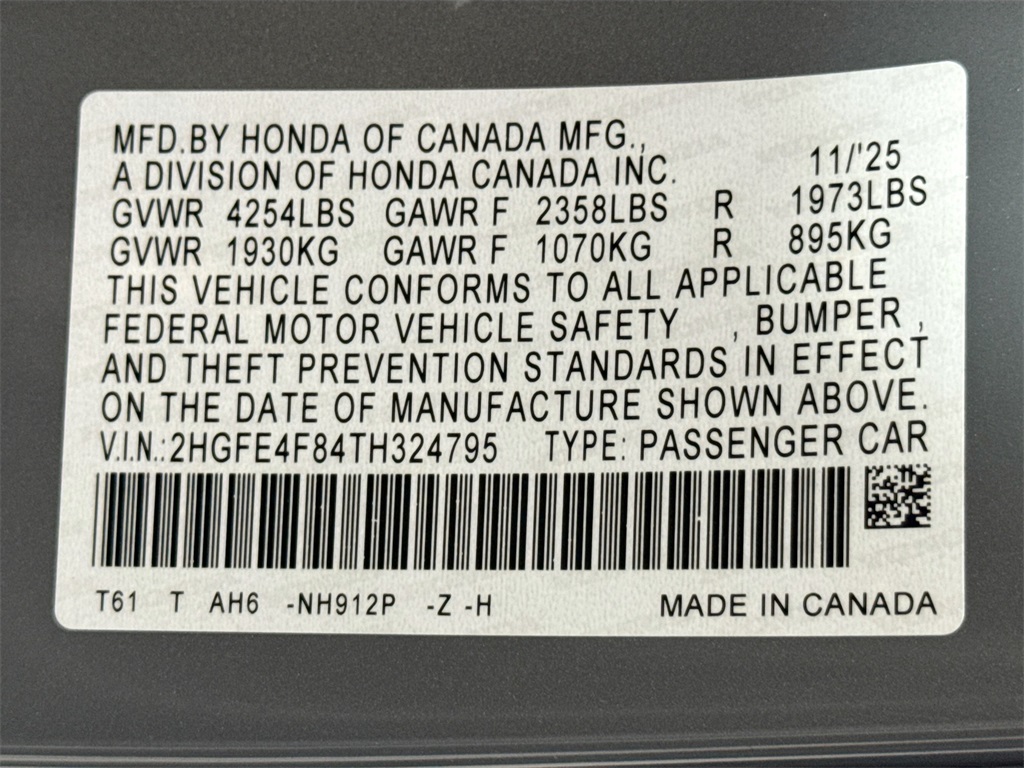 MFD.BY HONDA OF CANADA MFG.,
A DIVISION OF HONDA CANADA INC. 11/'25
GVWR 4254LBS GAWR F 2358LBS R 1973LBS
GVWR 1930KG GAWR F 1070KG R 895KG
THIS VEHICLE CONFORMS TO ALL APPLICABLE
FEDERAL MOTOR VEHICLE SAFETY , BUMPER ,
AND THEFT PREVENTION STANDARDS IN EFFECT
ON THE DATE OF MANUFACTURE SHOWN ABOVE.
V.I.N.:2HGFE4F84TH324795 TYPE: PASSENGER CAR
T61 T AH6 -NH912P -Z -H MADE IN CANADA